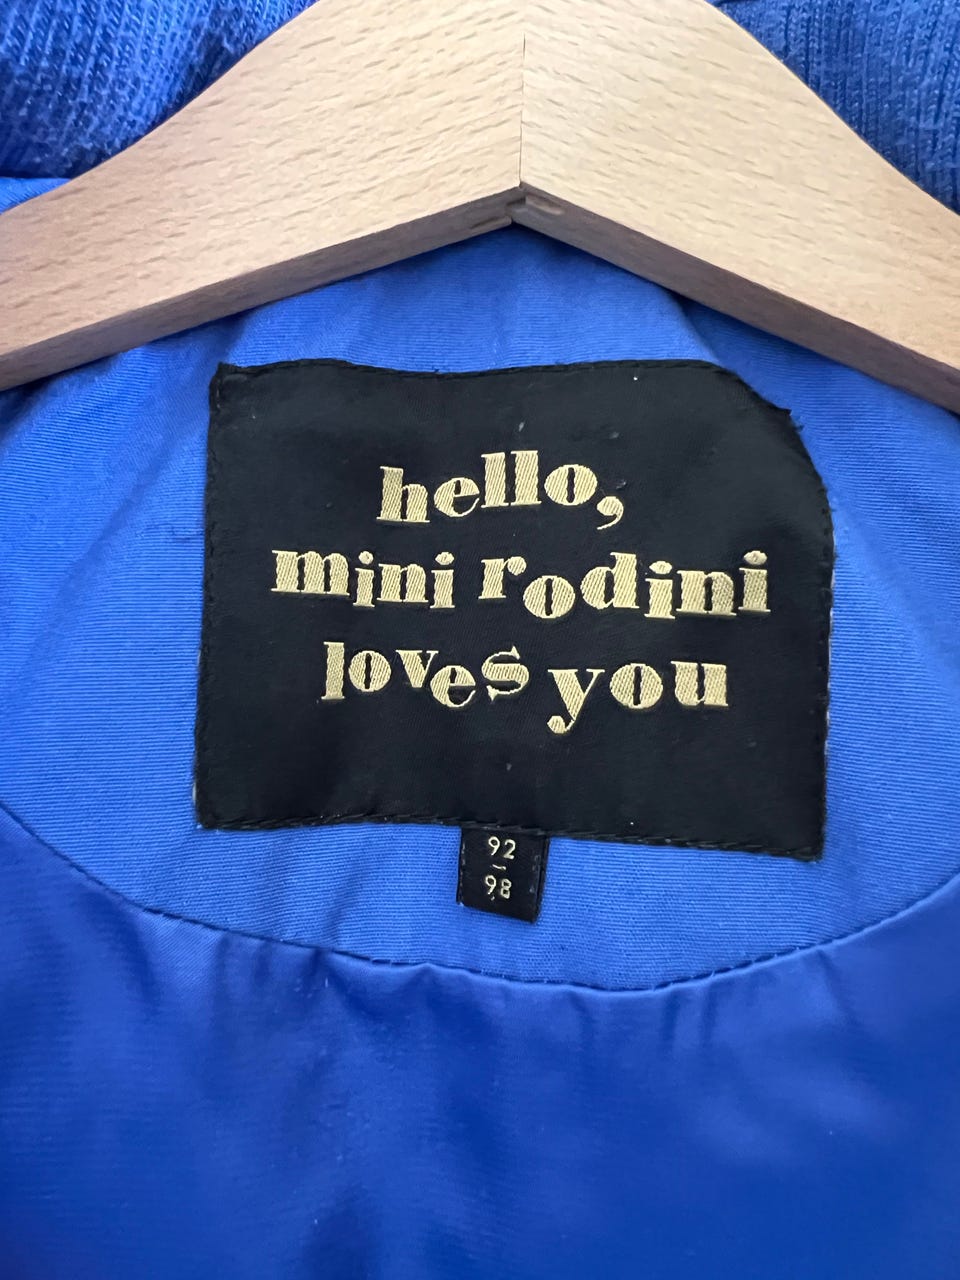 hello,
mini rodini
loves you
92
–
98